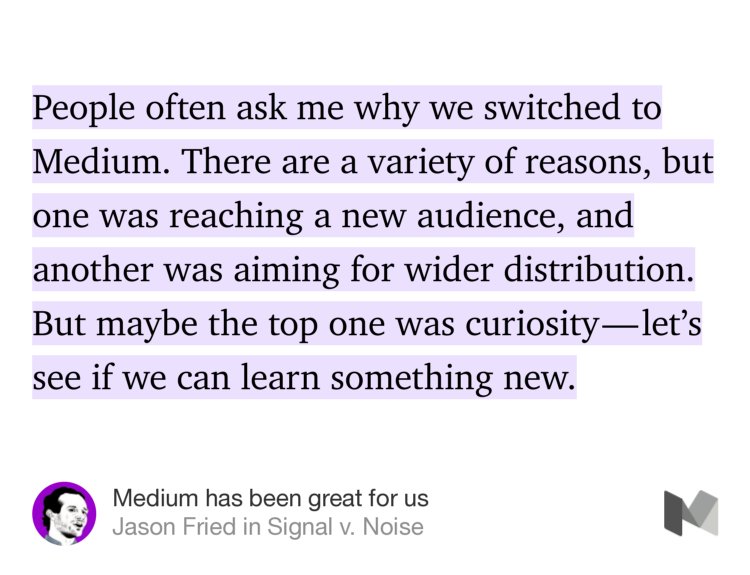 People often ask me why we switched to
Medium. There are a variety of reasons, but
one was reaching a new audience, and
another was aiming for wider distribution.
But maybe the top one was curiosity—let’s
see if we can learn something new.
Medium has been great for us
Jason Fried in Signal v. Noise